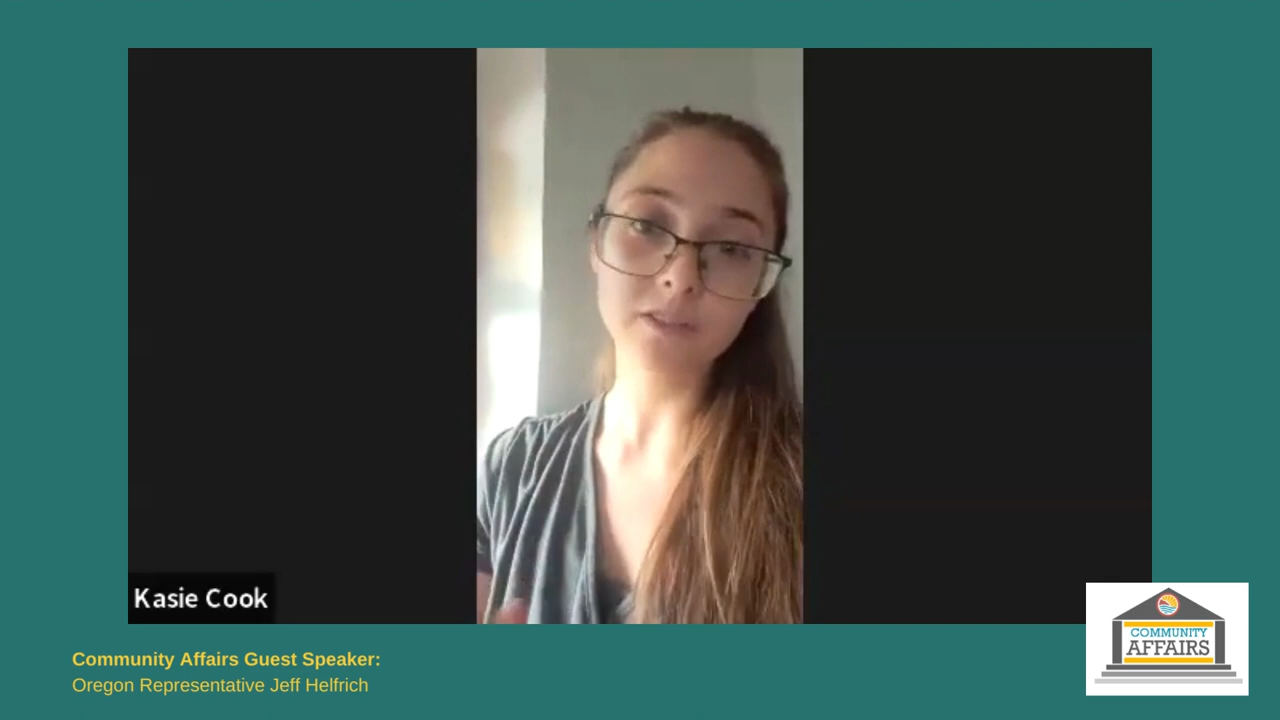 Kasie Cook
Community Affairs Guest Speaker:
Oregon Representative Jeff Helfrich
COMMUNITY
AFFAIRS